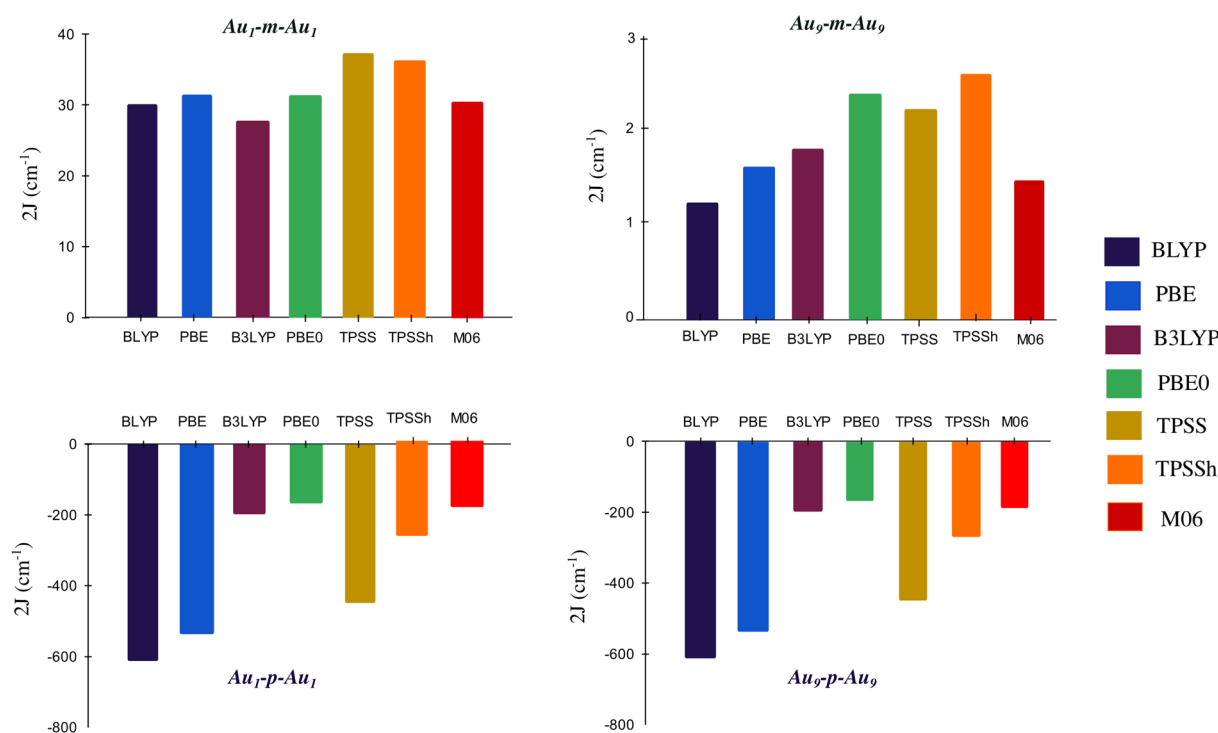 Au₁-m-Au₁
40
30
20
10
0
2J (cm⁻¹)
BLYP PBE B3LYP PBE0 TPSS TPSSh M06
Au₉-m-Au₉
3
2
1
0
2J (cm⁻¹)
BLYP PBE B3LYP PBE0 TPSS TPSSh M06
BLYP
PBE
B3LYP
PBE0
TPSS
TPSSh
M06
BLYP PBE B3LYP PBE0 TPSS TPSSh M06
0
-200
-400
-600
-800
2J (cm⁻¹)
Au₁-p-Au₁
BLYP PBE B3LYP PBE0 TPSS TPSSh M06
0
-200
-400
-600
-800
2J (cm⁻¹)
Au₉-p-Au₉